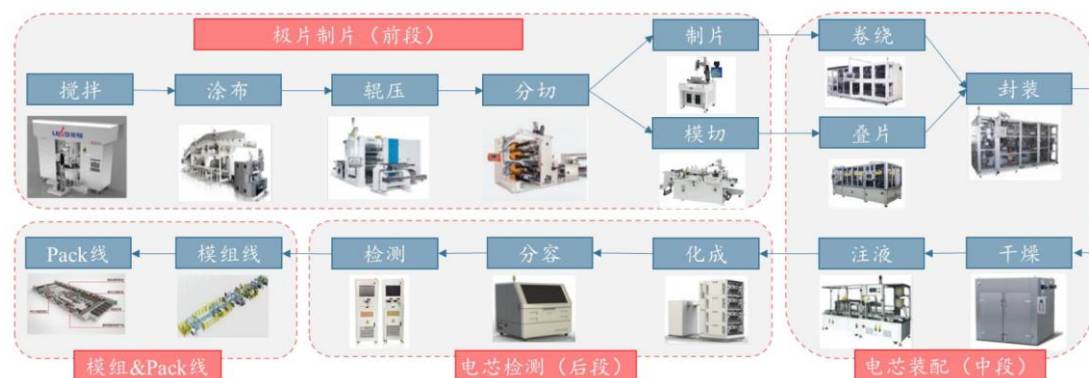 极片制片（前段）
制片
卷绕
搅拌
涂布
辊压
分切
封装
模切
叠片
Pack线
模组线
检测
分容
化成
注液
干燥
模组&Pack线
电芯检测（后段）
电芯装配（中段）